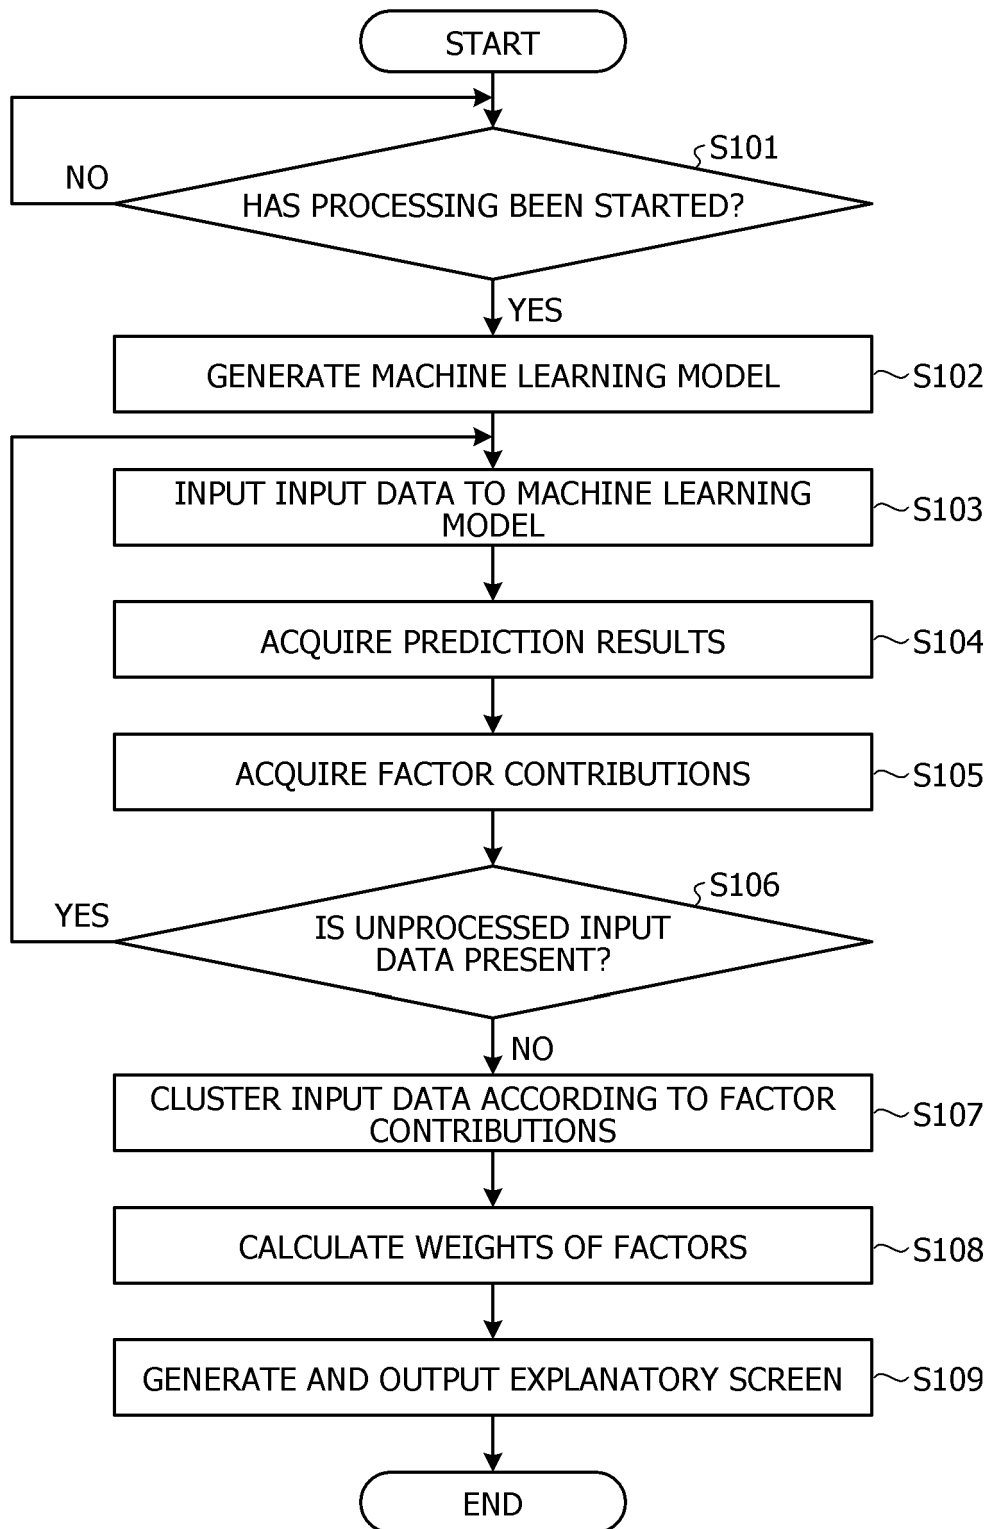 START
S101
NO
HAS PROCESSING BEEN STARTED?
YES
GENERATE MACHINE LEARNING MODEL
S102
INPUT INPUT DATA TO MACHINE LEARNING
MODEL
S103
ACQUIRE PREDICTION RESULTS
S104
ACQUIRE FACTOR CONTRIBUTIONS
S105
S106
YES
IS UNPROCESSED INPUT
DATA PRESENT?
NO
CLUSTER INPUT DATA ACCORDING TO FACTOR
CONTRIBUTIONS
S107
CALCULATE WEIGHTS OF FACTORS
S108
GENERATE AND OUTPUT EXPLANATORY SCREEN
S109
END